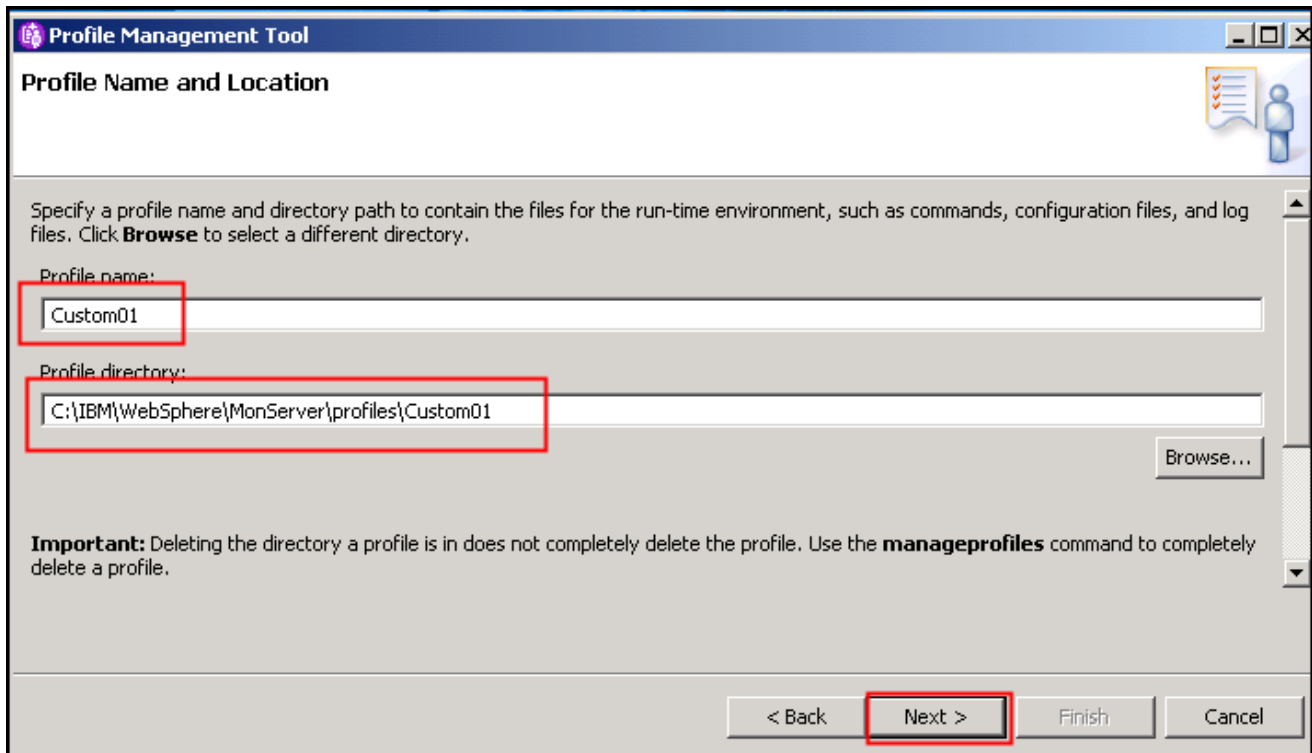 Profile Management Tool
Profile Name and Location
Specify a profile name and directory path to contain the files for the run-time environment, such as commands, configuration files, and log
files. Click Browse to select a different directory.
Profile name:
Custom01
Profile directory:
C:\IBM\WebSphere\MonServer\profiles\Custom01
Browse...
Important: Deleting the directory a profile is in does not completely delete the profile. Use the manageprofiles command to completely
delete a profile.
< Back Next > Finish Cancel